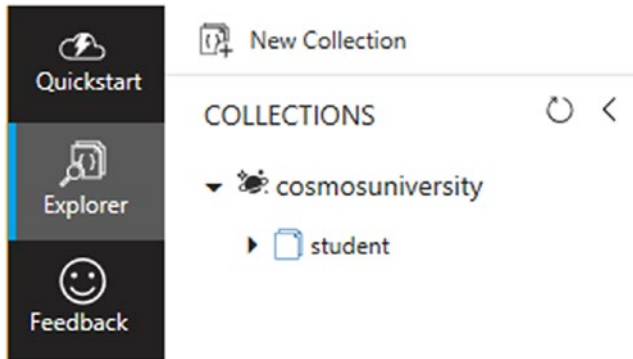 Quickstart
Explorer
Feedback
New Collection
COLLECTIONS
cosmosuniversity
student